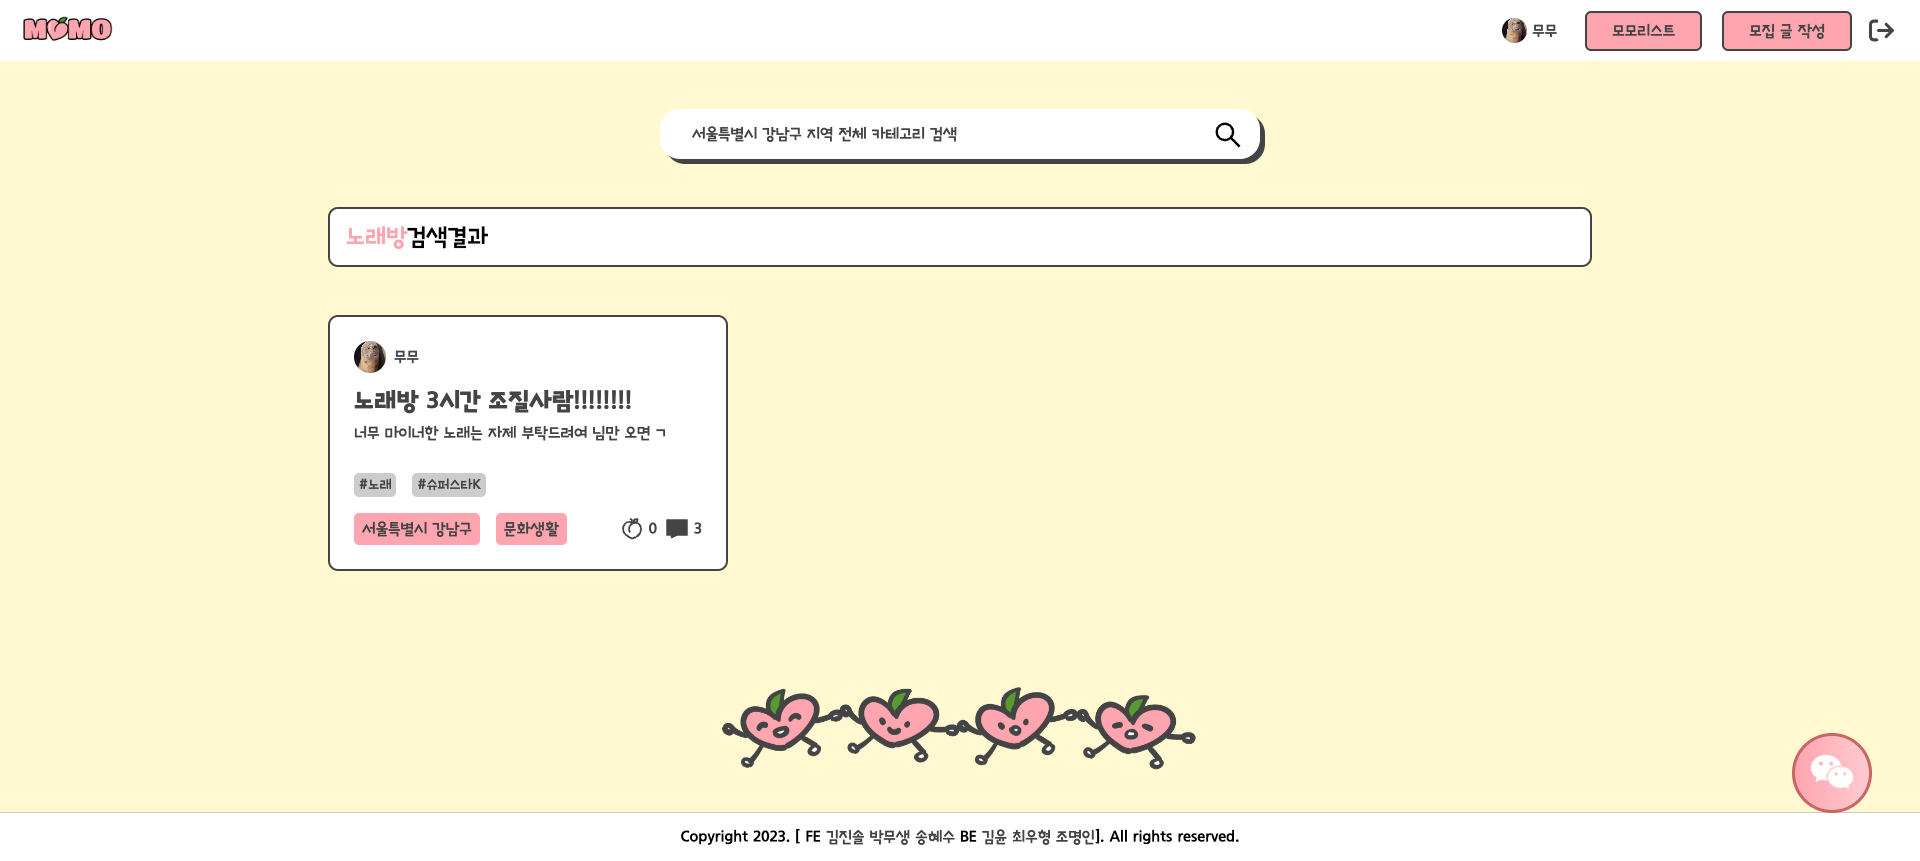 MOMO
무무
모모리스트
모집 글 작성
서울특별시 강남구 지역 전체 카테고리 검색
노래방검색결과
무무
노래방 3시간 조질사람!!!!!!!!
너무 마이너한 노래는 자제 부탁드려여 님만 오면 ㄱ
#노래 #슈퍼스타K
서울특별시 강남구 문화생활 0 3
Copyright 2023. [ FE 김진솔 박무생 송혜수 BE 김윤 최우형 조명인]. All rights reserved.